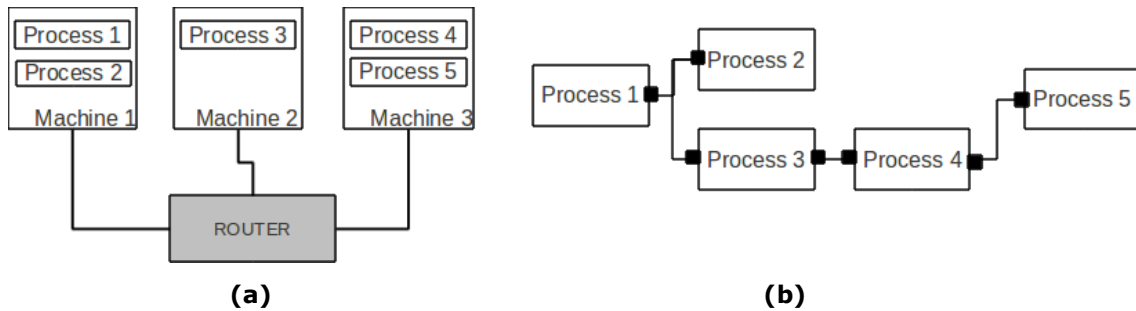 Process 1
Process 2
Machine 1
Process 3
Machine 2
Process 4
Process 5
Machine 3
ROUTER
(a)
Process 1
Process 2
Process 3
Process 4
Process 5
(b)